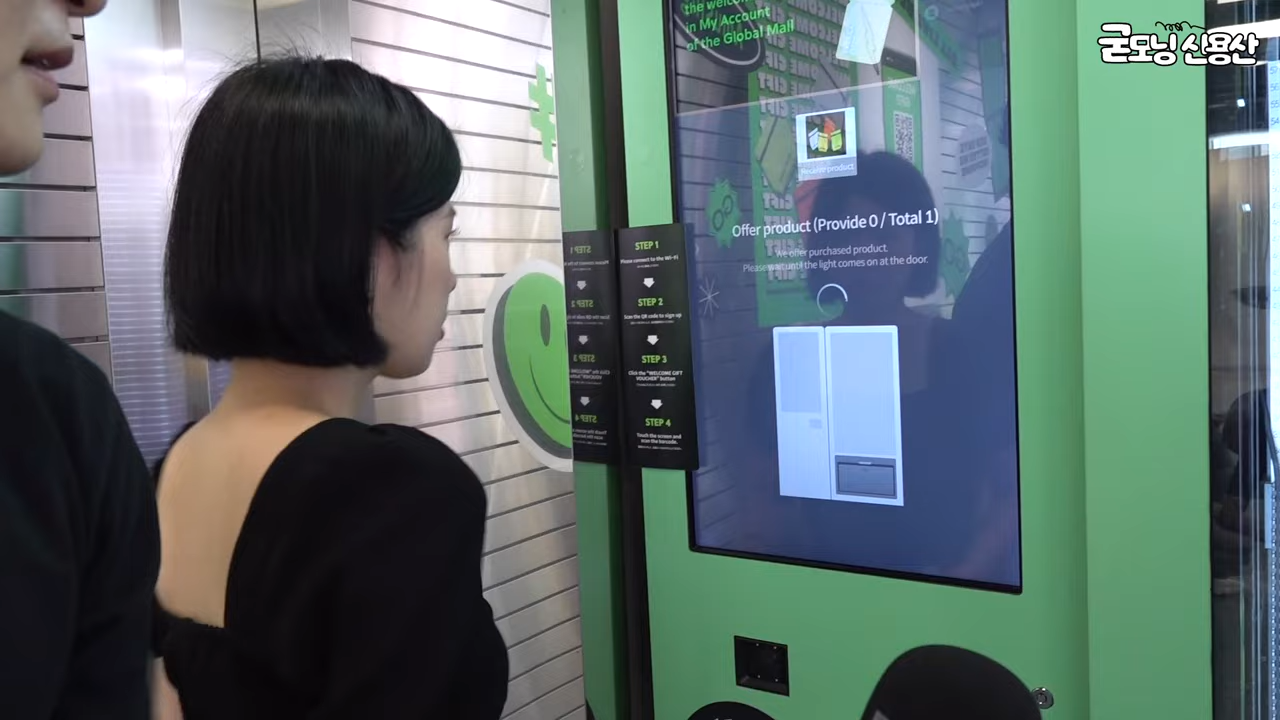 굳모닝 신용산
the welcome
in My Account
of the Global Mall
Receive product
Offer product (Provide 0 / Total 1)
We offer purchased product.
Please wait until the light comes on at the door.
STEP 1
Please connect to the Wi-Fi
STEP 2
Scan the QR code to sign up
STEP 3
Click the "WELCOME GIFT
VOUCHER" button
STEP 4
Touch the screen and
scan the barcode.